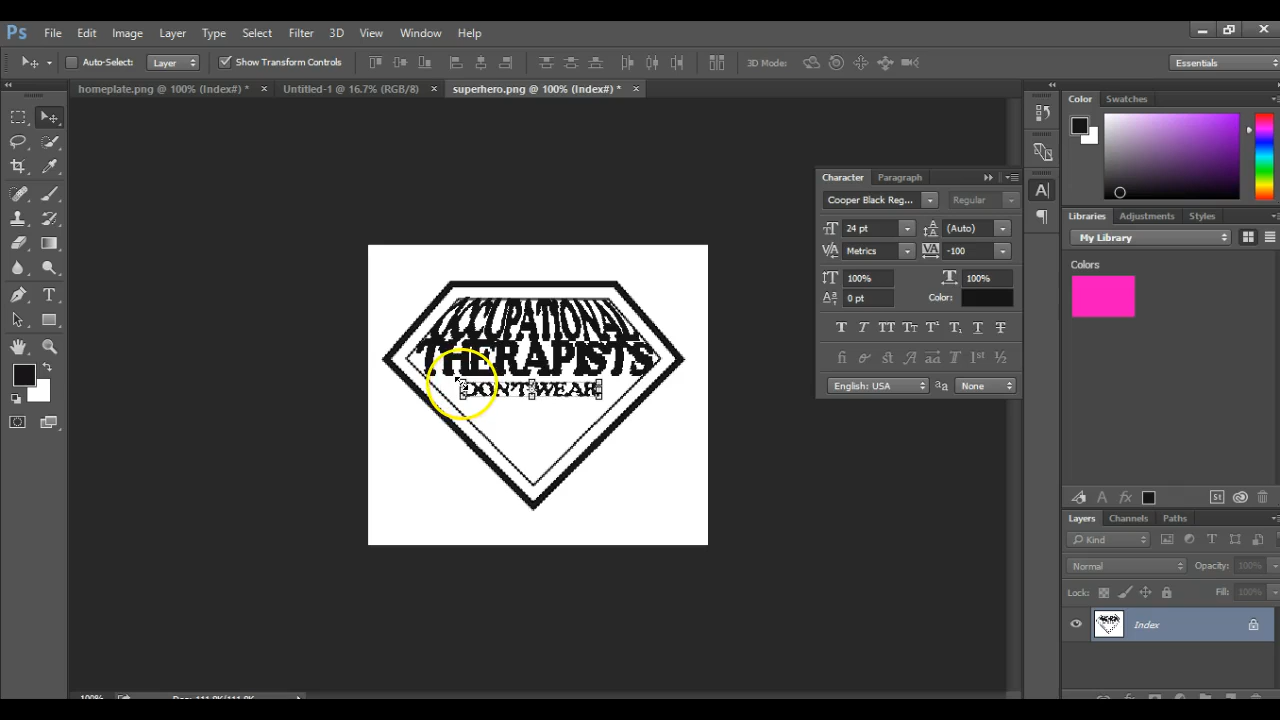 Ps File Edit Image Layer Type Select Filter 3D View Window Help
Auto-Select: Layer Show Transform Controls 3D Mode: Essentials
homeplate.png @ 100% (Index#) * × Untitled-1 @ 16.7% (RGB/8) × superhero.png @ 100% (Index#) * ×
Color Swatches
Character Paragraph
Cooper Black Reg... Regular
24 pt (Auto)
Metrics -100
100% 100%
0 pt Color:
English: USA None
Libraries Adjustments Styles
My Library
Colors
OCCUPATIONAL
THERAPISTS
DON'T WEAR
Layers Channels Paths
Kind
Normal Opacity: 100%
Lock: Fill: 100%
Index